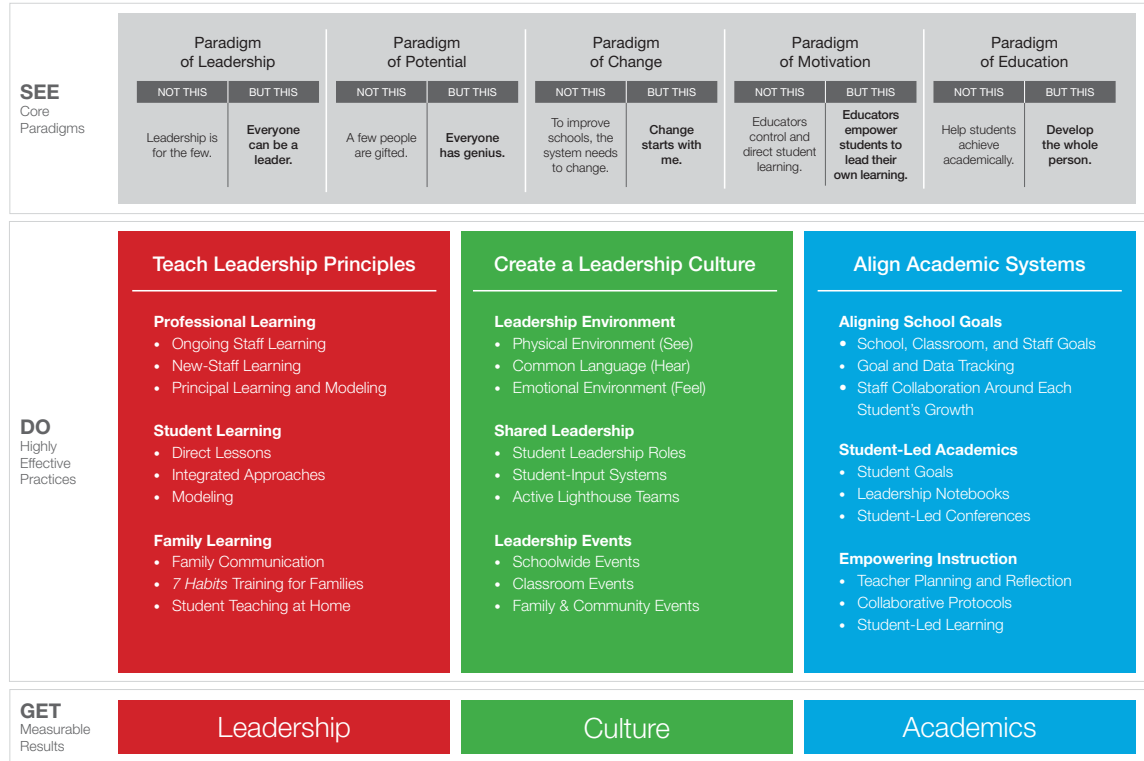 SEE
Core
Paradigms
Paradigm
of Leadership
NOT THIS
BUT THIS
Leadership is
for the few.
Everyone
can be a
leader.
Paradigm
of Potential
NOT THIS
BUT THIS
A few people
are gifted.
Everyone
has genius.
Paradigm
of Change
NOT THIS
BUT THIS
To improve
schools, the
system needs
to change.
Change
starts with
me.
Paradigm
of Motivation
NOT THIS
BUT THIS
Educators
control and
direct student
learning.
Educators
empower
students to
lead their
own learning.
Paradigm
of Education
NOT THIS
BUT THIS
Help students
achieve
academically.
Develop
the whole
person.
DO
Highly
Effective
Practices
Teach Leadership Principles
Professional Learning
• Ongoing Staff Learning
• New-Staff Learning
• Principal Learning and Modeling
Student Learning
• Direct Lessons
• Integrated Approaches
• Modeling
Family Learning
• Family Communication
• 7 Habits Training for Families
• Student Teaching at Home
Create a Leadership Culture
Leadership Environment
• Physical Environment (See)
• Common Language (Hear)
• Emotional Environment (Feel)
Shared Leadership
• Student Leadership Roles
• Student-Input Systems
• Active Lighthouse Teams
Leadership Events
• Schoolwide Events
• Classroom Events
• Family & Community Events
Align Academic Systems
Aligning School Goals
• School, Classroom, and Staff Goals
• Goal and Data Tracking
• Staff Collaboration Around Each
Student's Growth
Student-Led Academics
• Student Goals
• Leadership Notebooks
• Student-Led Conferences
Empowering Instruction
• Teacher Planning and Reflection
• Collaborative Protocols
• Student-Led Learning
GET
Measurable
Results
Leadership
Culture
Academics